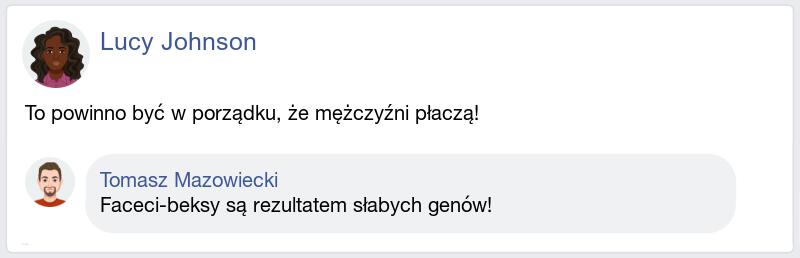 Lucy Johnson
To powinno być w porządku, że mężczyźni płaczą!
Tomasz Mazowiecki
Faceci-beksy są rezultatem słabych genów!